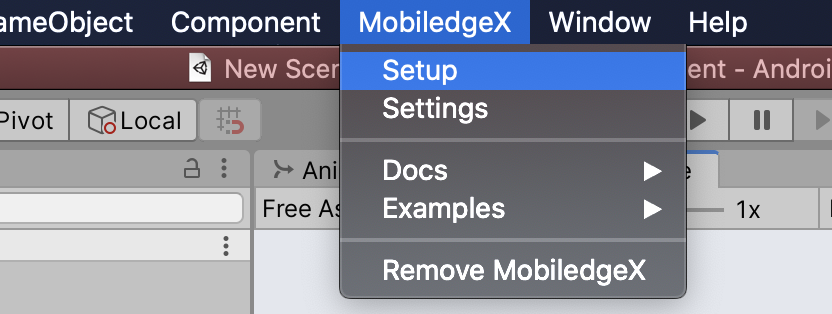 ameObject Component MobiledgeX Window Help
New Scen ent - Androi
Setup
Settings
Pivot Local
Docs
Ani e
Examples
Free As 1x
Remove MobiledgeX